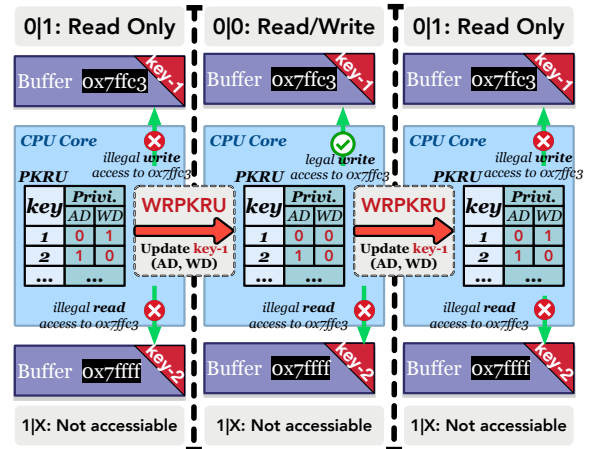 0|1: Read Only
Buffer 0x7ffc3
key-1
CPU Core
illegal write
access to 0x7ffc3
PKRU
key Privi.
AD WD
1 0 1
2 1 0
... ...
illegal read
access to 0x7ffc3
Buffer 0x7fff
key-2
1|X: Not accessiable
WRPKRU
Update key-1
(AD, WD)
0|0: Read/Write
Buffer 0x7ffc3
key-1
CPU Core
legal write
access to 0x7ffc3
PKRU
key Privi.
AD WD
1 0 0
2 1 0
... ...
illegal read
access to 0x7ffc3
Buffer 0x7fff
key-2
1|X: Not accessiable
WRPKRU
Update key-1
(AD, WD)
0|1: Read Only
Buffer 0x7ffc3
key-1
CPU Core
illegal write
access to 0x7ffc3
PKRU
key Privi.
AD WD
1 0 1
2 1 0
... ...
illegal read
access to 0x7ffc3
Buffer 0x7fff
key-2
1|X: Not accessiable